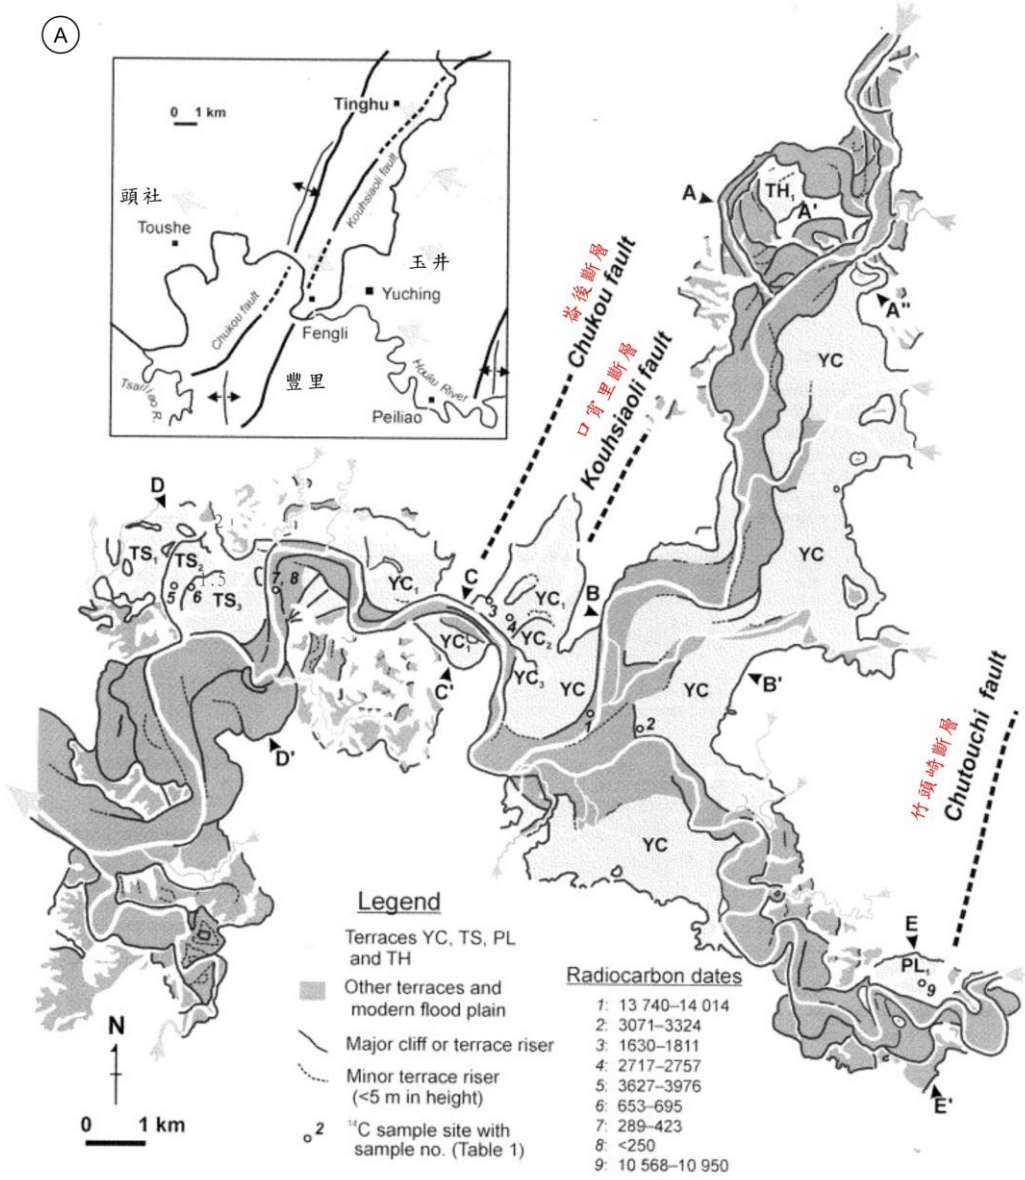 A
Tinghu
0 1 km
Kouhsiaoli fault
頭社
Toushe
玉井
Yuching
Chukou fault
Fengli
豐里
Tsailiao R.
Houku River
Peiliao
A
TH1
A'
A"
YC
崙後斷層
Chukou fault
口宵里斷層
Kouhsiaoli fault
D
TS1
TS2
2
1.5
5
6
TS3
7, 8
YC1
C
3
4
YC1
YC2
YC1
YC3
C'
B
YC
YC
YC
B'
1
2
D'
竹頭崎斷層
Chutouchi fault
YC
E
PL1
9
E'
Legend
Terraces YC, TS, PL
and TH
Other terraces and
modern flood plain
Major cliff or terrace riser
Minor terrace riser
(<5 m in height)
2
14C sample site with
sample no. (Table 1)
N
0 1 km
Radiocarbon dates
1: 13 740–14 014
2: 3071–3324
3: 1630–1811
4: 2717–2757
5: 3627–3976
6: 653–695
7: 289–423
8: <250
9: 10 568–10 950